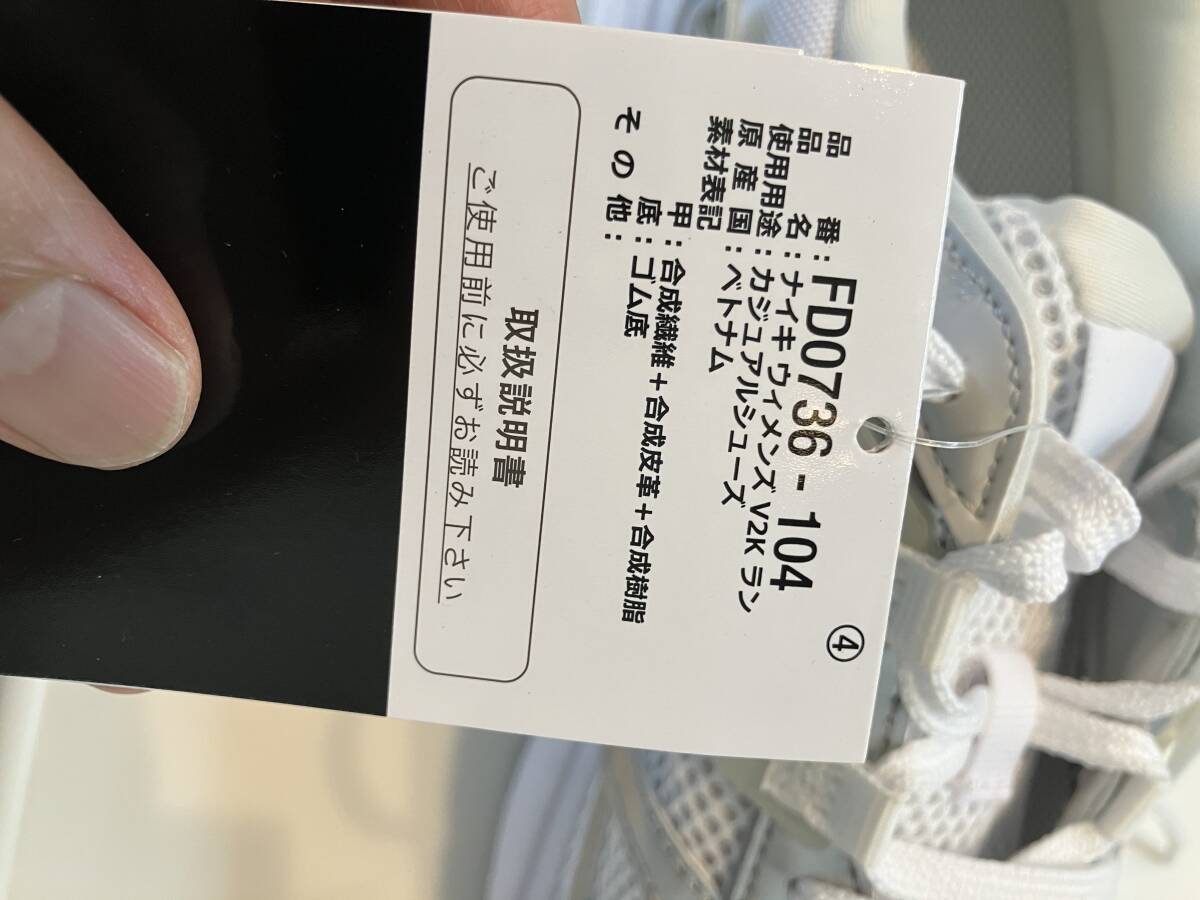 ④
品番：FD0736-104
品名：ナイキ ウィメンズ V2K ラン
使用用途：カジュアルシューズ
原産国：ベトナム
素材表記
甲：合成繊維+合成皮革+合成樹脂
底：ゴム底
その他：
取扱説明書
ご使用前に必ずお読み下さい